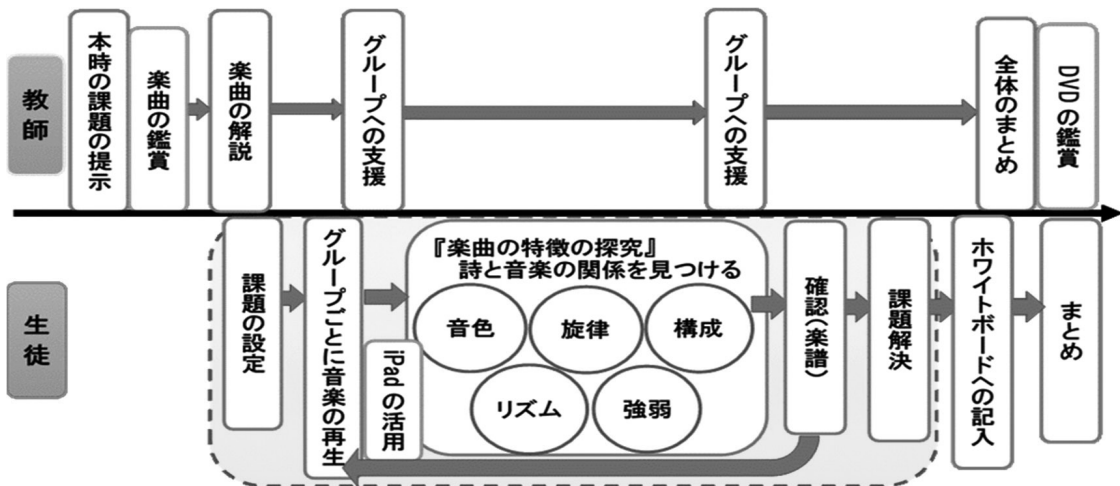 教師
本時の課題の提示
楽曲の鑑賞
楽曲の解説
グループへの支援
グループへの支援
全体のまとめ
DVDの鑑賞
生徒
課題の設定
グループごとに音楽の再生
iPadの活用
『楽曲の特徴の探究』
詩と音楽の関係を見つける
音色
旋律
構成
リズム
強弱
確認(楽譜)
課題解決
ホワイトボードへの記入
まとめ